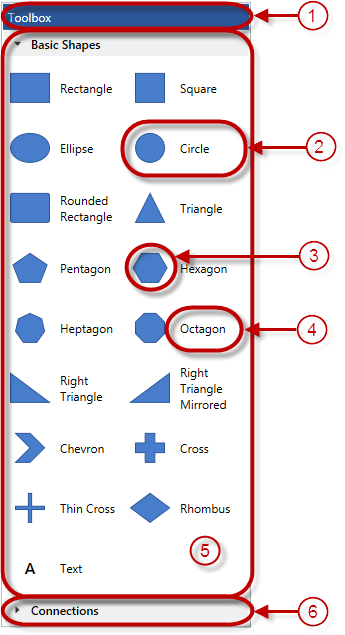 Toolbox
1
Basic Shapes
Rectangle
Square
Ellipse
Circle
2
Rounded
Rectangle
Triangle
3
Pentagon
Hexagon
Heptagon
Octagon
4
Right
Triangle
Right
Triangle
Mirrored
Chevron
Cross
Thin Cross
Rhombus
5
A
Text
Connections
6